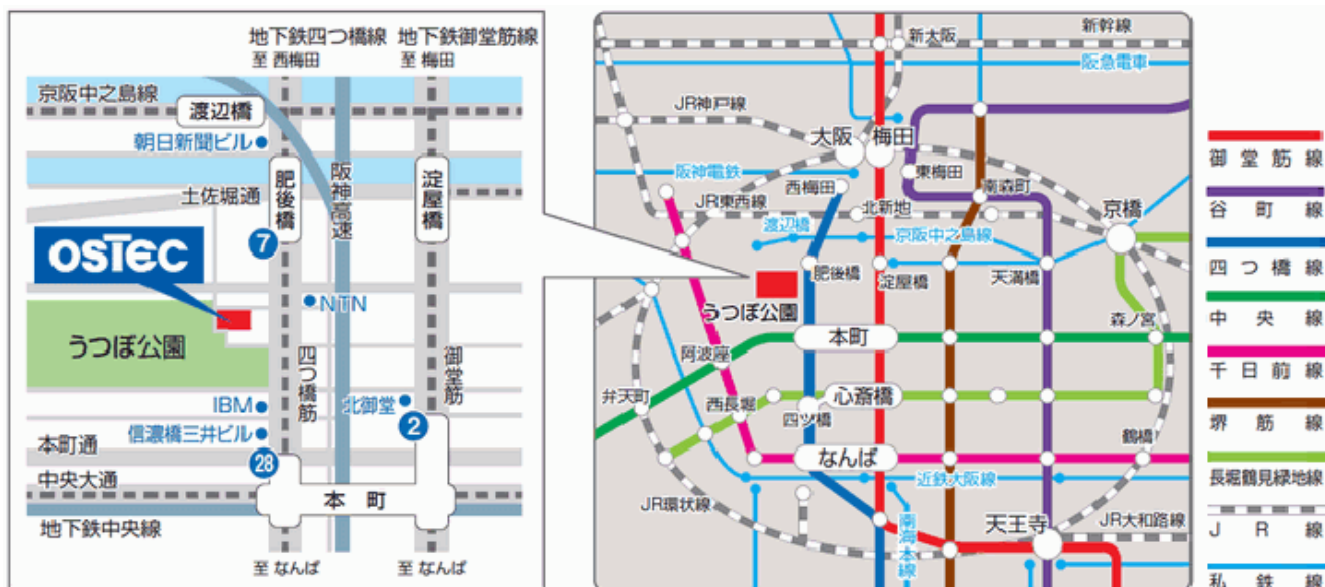 地下鉄四つ橋線
至 西梅田
地下鉄御堂筋線
至 梅田
京阪中之島線
渡辺橋
朝日新聞ビル
肥後橋
阪神高速
淀屋橋
土佐堀通
7
OSTEC
NTN
うつぼ公園
四つ橋筋
御堂筋
IBM
北御堂
2
信濃橋三井ビル
本町通
28
中央大通
本町
地下鉄中央線
至 なんば
至 なんば
新大阪
新幹線
阪急電車
JR神戸線
大阪
梅田
阪神電鉄
西梅田
東梅田
南森町
JR東西線
北新地
京橋
渡辺橋
京阪中之島線
肥後橋
淀屋橋
天満橋
うつぼ公園
森ノ宮
本町
阿波座
弁天町
心斎橋
西長堀
四ツ橋
鶴橋
なんば
近鉄大阪線
JR環状線
南海本線
天王寺
JR大和路線
御堂筋線
谷町線
四つ橋線
中央線
千日前線
堺筋線
長堀鶴見緑地線
JR線
私鉄線